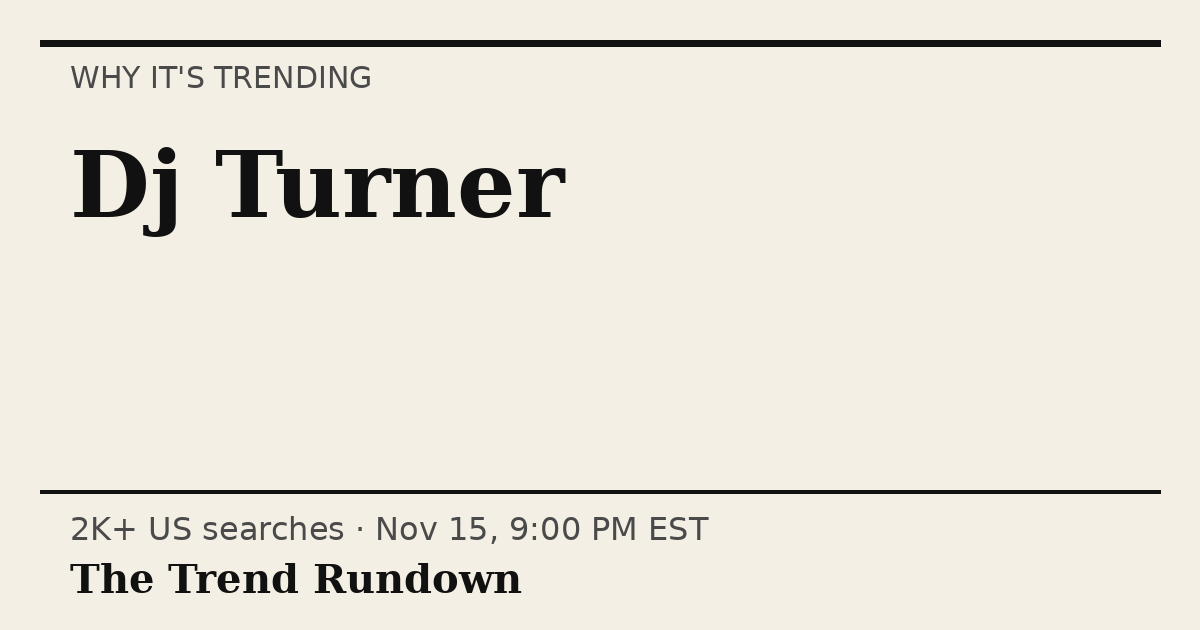 WHY IT'S TRENDING
Dj Turner
2K+ US searches · Nov 15, 9:00 PM EST
The Trend Rundown